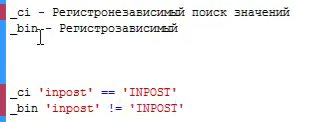 _ci - Регистронезависимый поиск значений
_bin - Регистрозависимый
_ci 'inpost' == 'INPOST'
_bin 'inpost' != 'INPOST'